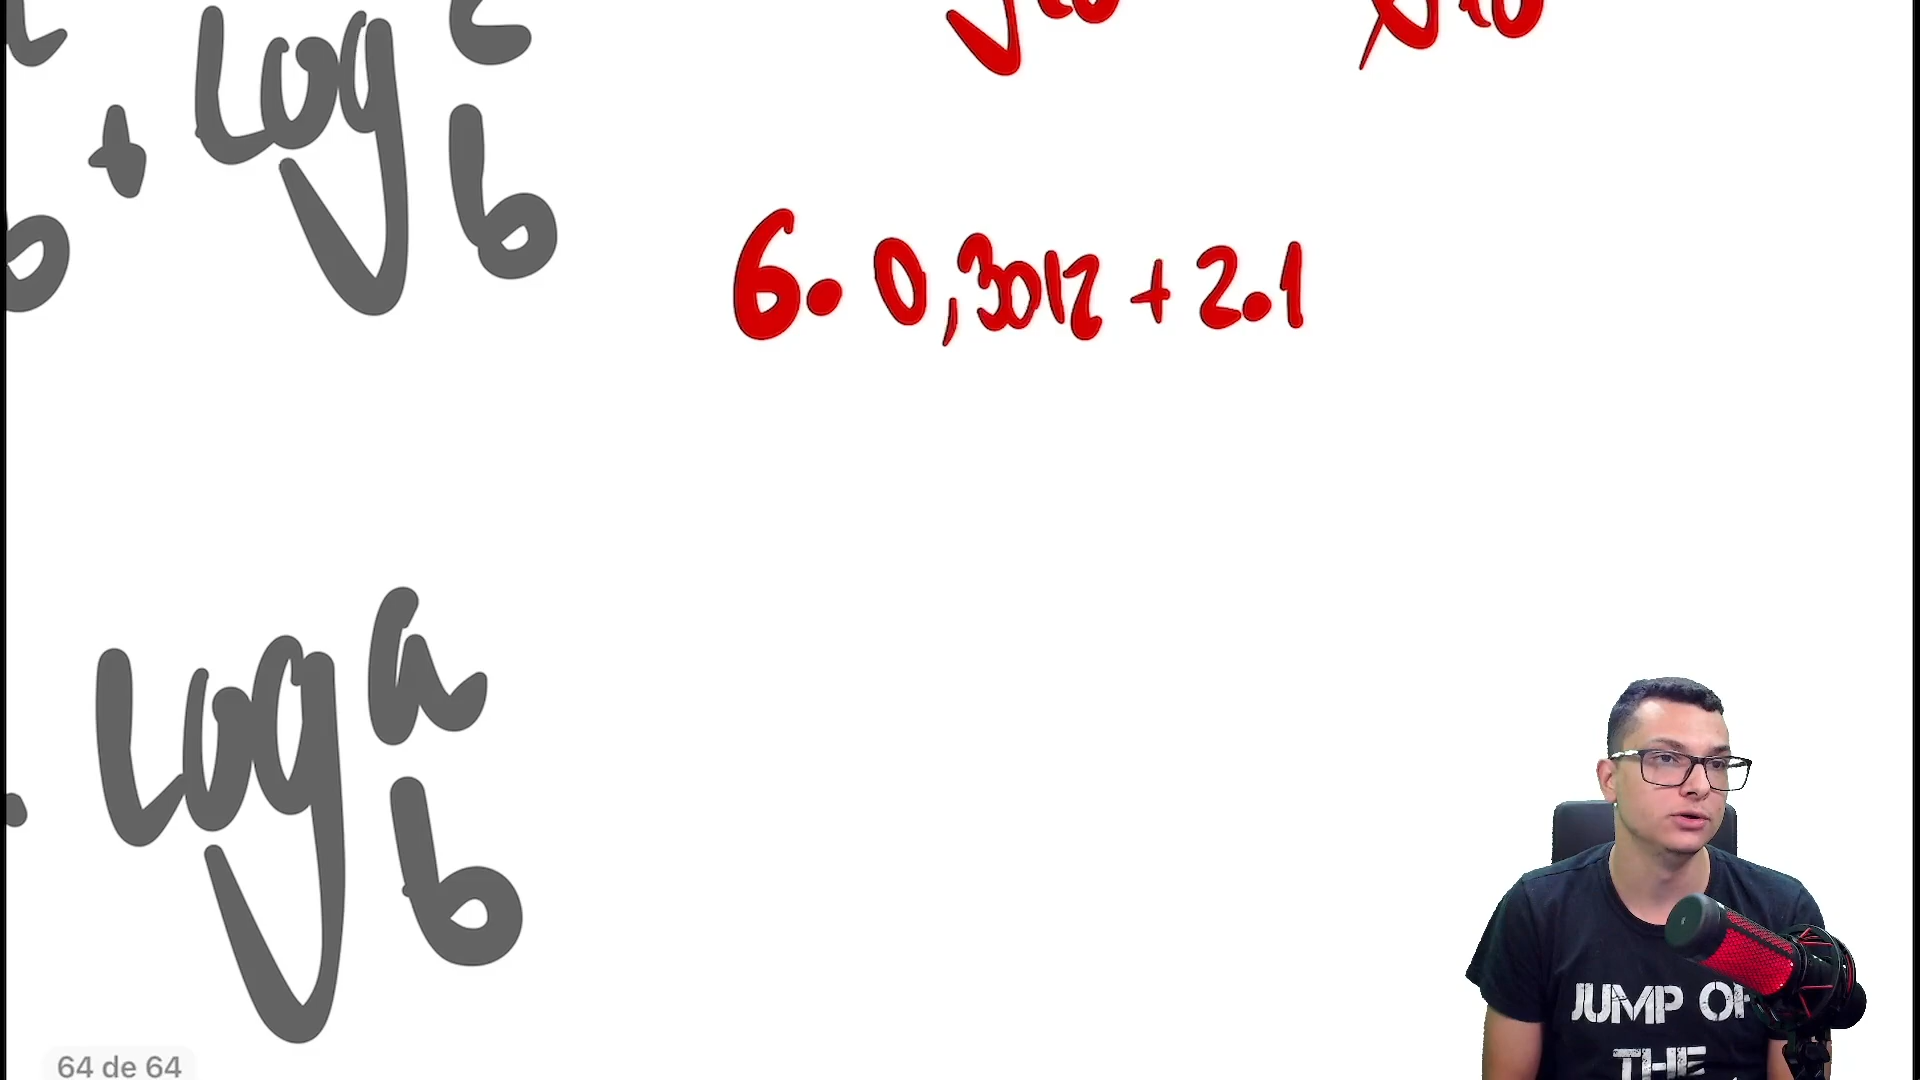 + log c
b b
6 . 0,3012 + 2.1
. log a
b
JUMP OF
THE
64 de 64